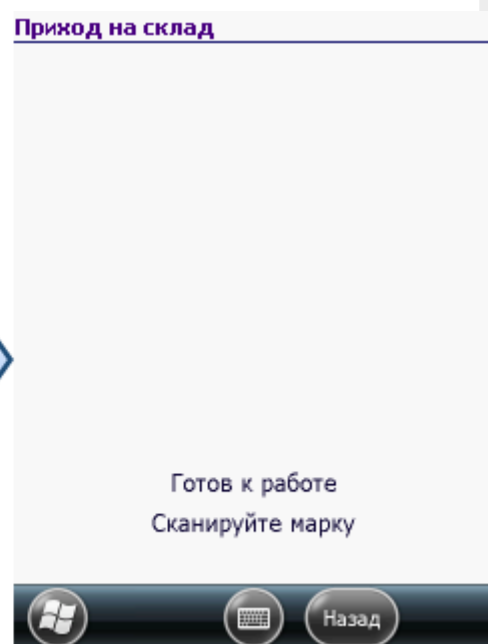 Приход на склад
Готов к работе
Сканируйте марку
Назад